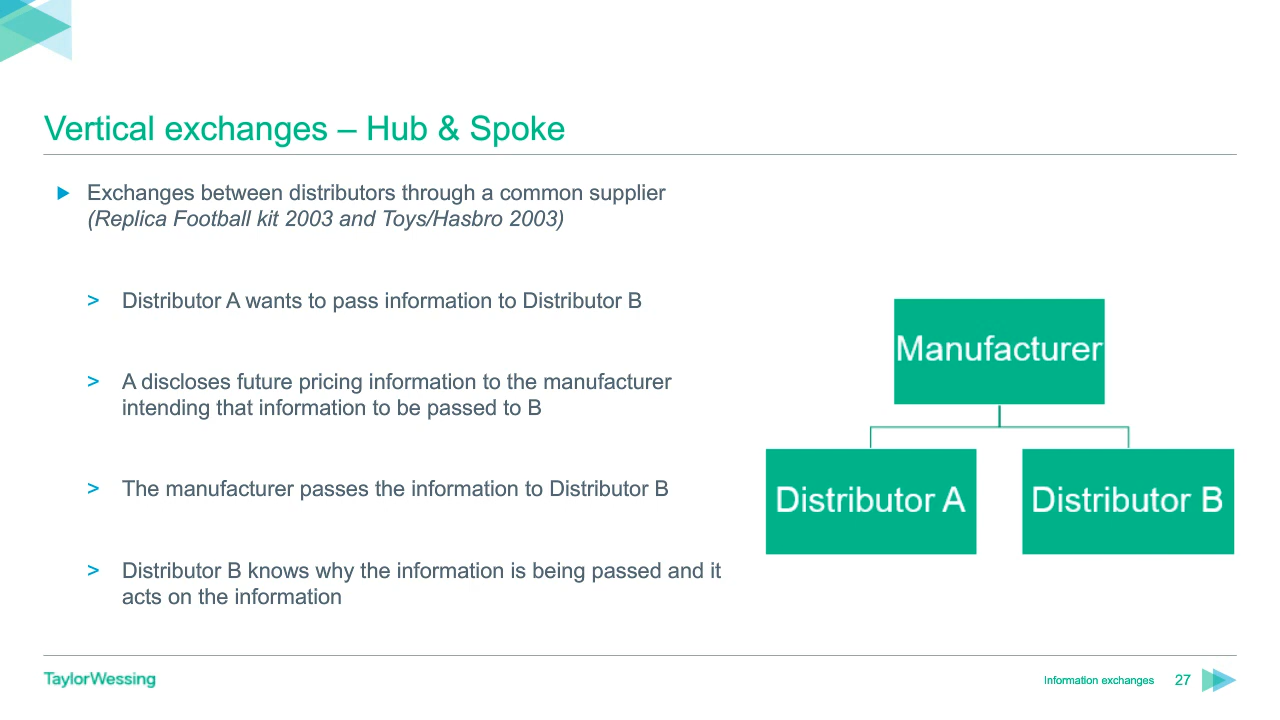 Vertical exchanges – Hub & Spoke
Exchanges between distributors through a common supplier
(Replica Football kit 2003 and Toys/Hasbro 2003)
> Distributor A wants to pass information to Distributor B
> A discloses future pricing information to the manufacturer
intending that information to be passed to B
> The manufacturer passes the information to Distributor B
> Distributor B knows why the information is being passed and it
acts on the information
Manufacturer
Distributor A
Distributor B
TaylorWessing
Information exchanges 27